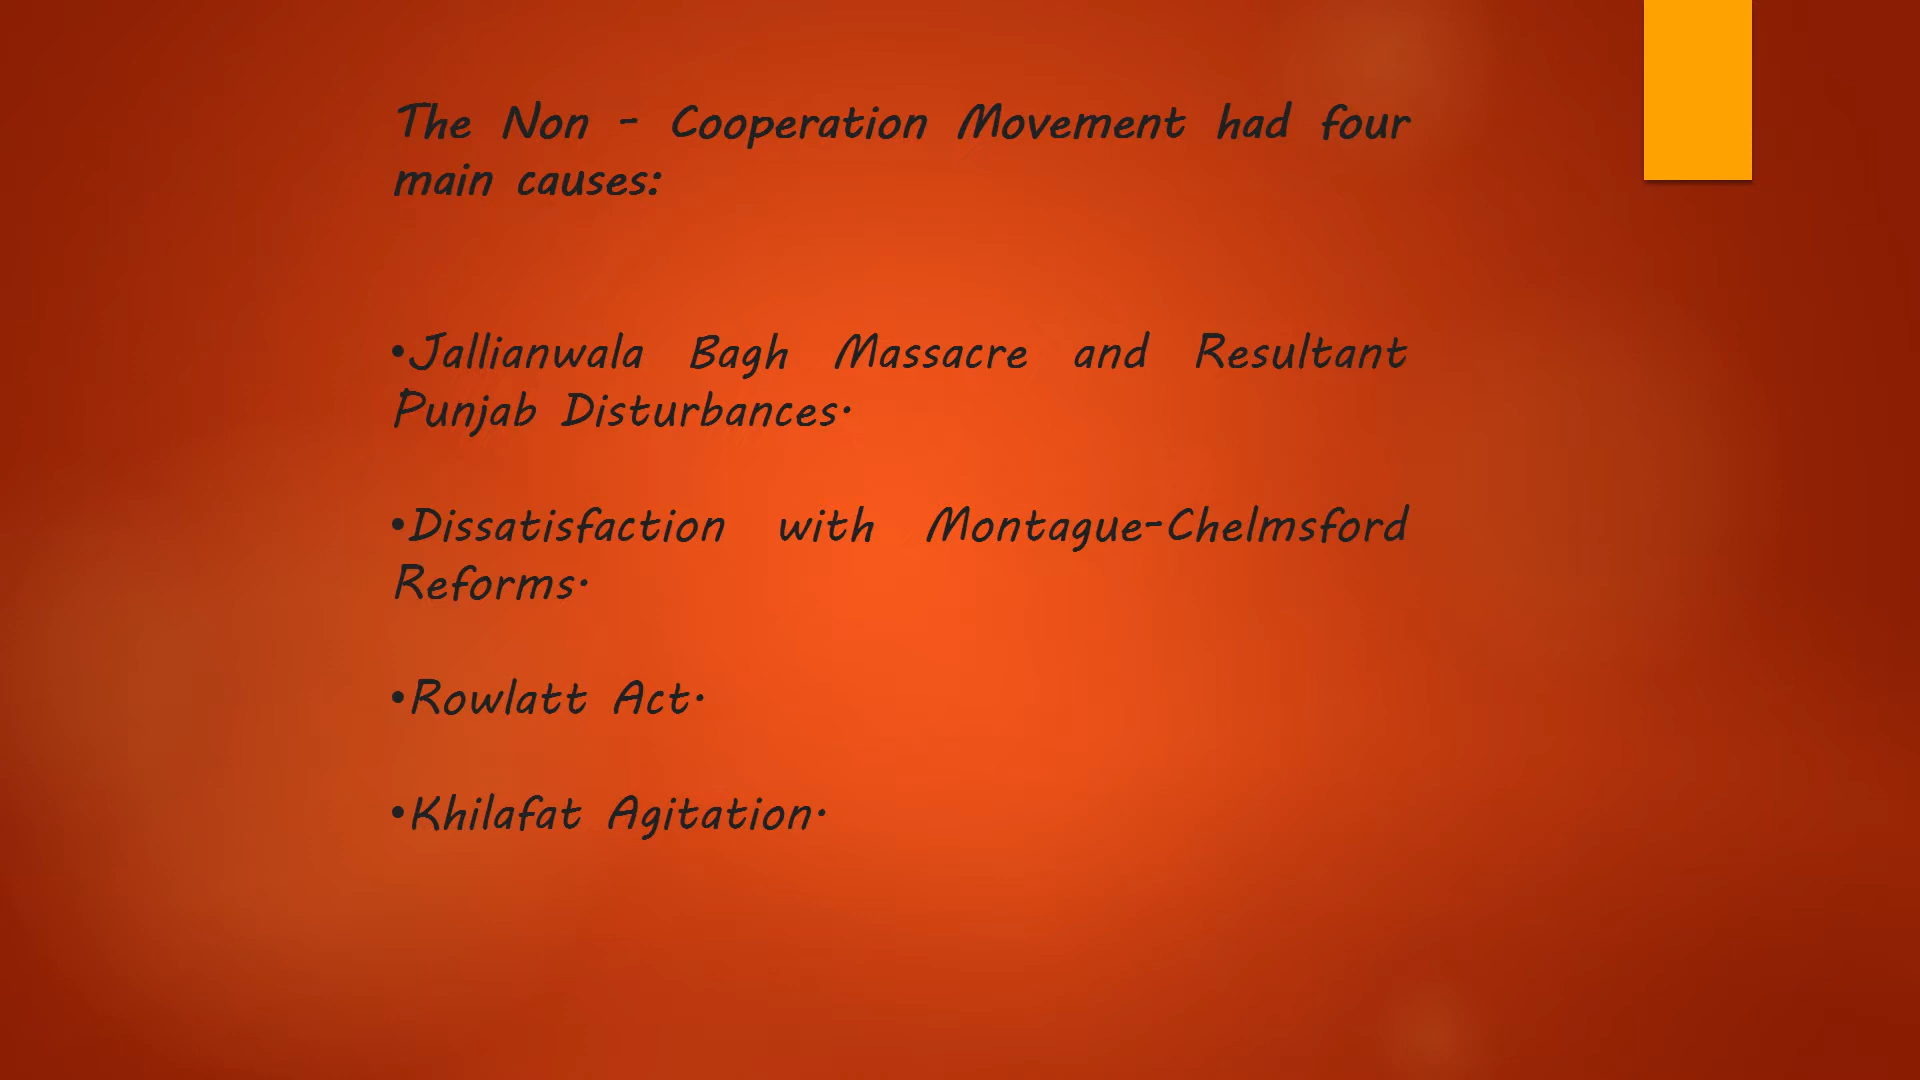 The Non - Cooperation Movement had four
main causes:
•Jallianwala Bagh Massacre and Resultant
Punjab Disturbances.
•Dissatisfaction with Montague-Chelmsford
Reforms.
•Rowlatt Act.
•Khilafat Agitation.